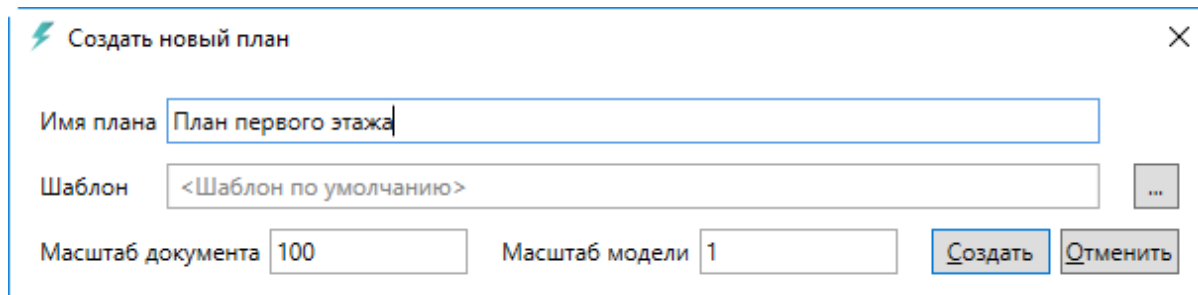 Создать новый план
Имя плана План первого этажа
Шаблон <Шаблон по умолчанию> ...
Масштаб документа 100 Масштаб модели 1 Создать Отменить